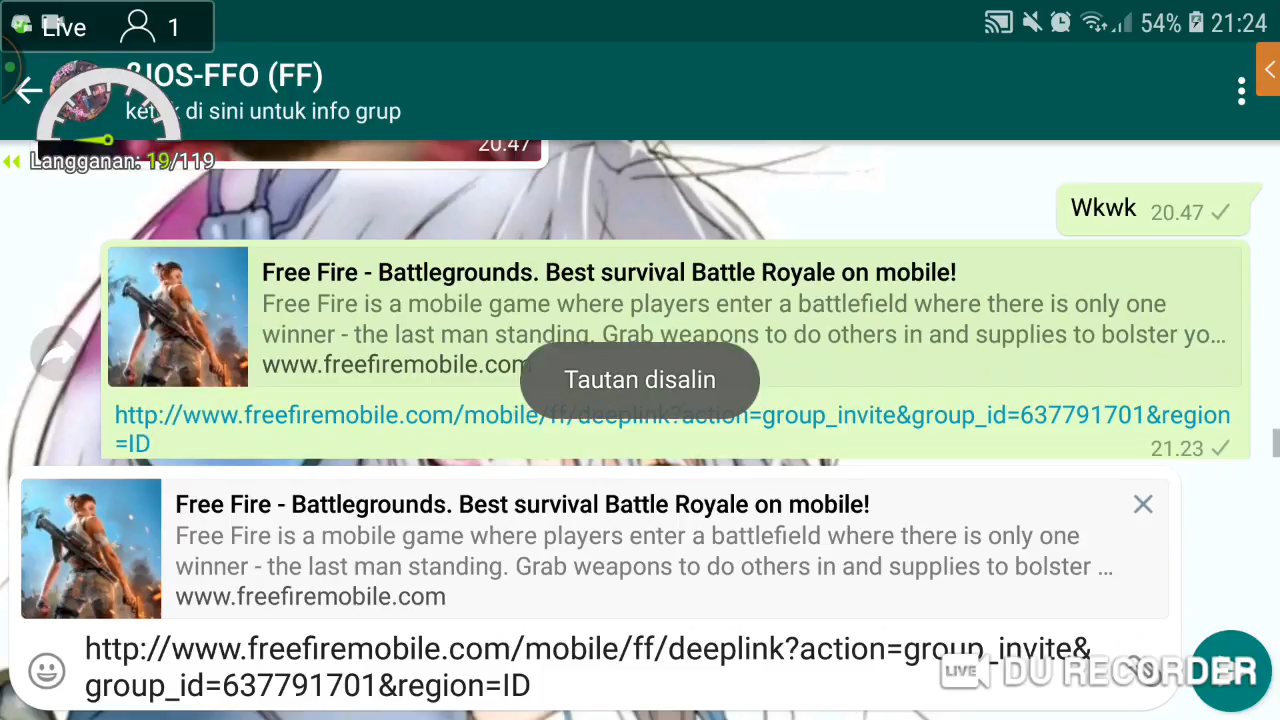 Live 1
54% 21:24
ßJOS-FFO (FF)
di sini untuk info grup
20.47
Langganan: 19/119
Wkwk 20.47
Free Fire - Battlegrounds. Best survival Battle Royale on mobile!
Free Fire is a mobile game where players enter a battlefield where there is only one
winner - the last man standing. Grab weapons to do others in and supplies to bolster yo...
www.freefiremobile.com
Tautan disalin
http://www.freefiremobile.com/mobile/ff/deeplink?action=group_invite&group_id=637791701&region
=ID
21.23
Free Fire - Battlegrounds. Best survival Battle Royale on mobile!
Free Fire is a mobile game where players enter a battlefield where there is only one
winner - the last man standing. Grab weapons to do others in and supplies to bolster ...
www.freefiremobile.com
http://www.freefiremobile.com/mobile/ff/deeplink?action=group_invite&
group_id=637791701&region=ID
LIVE DU RECORDER